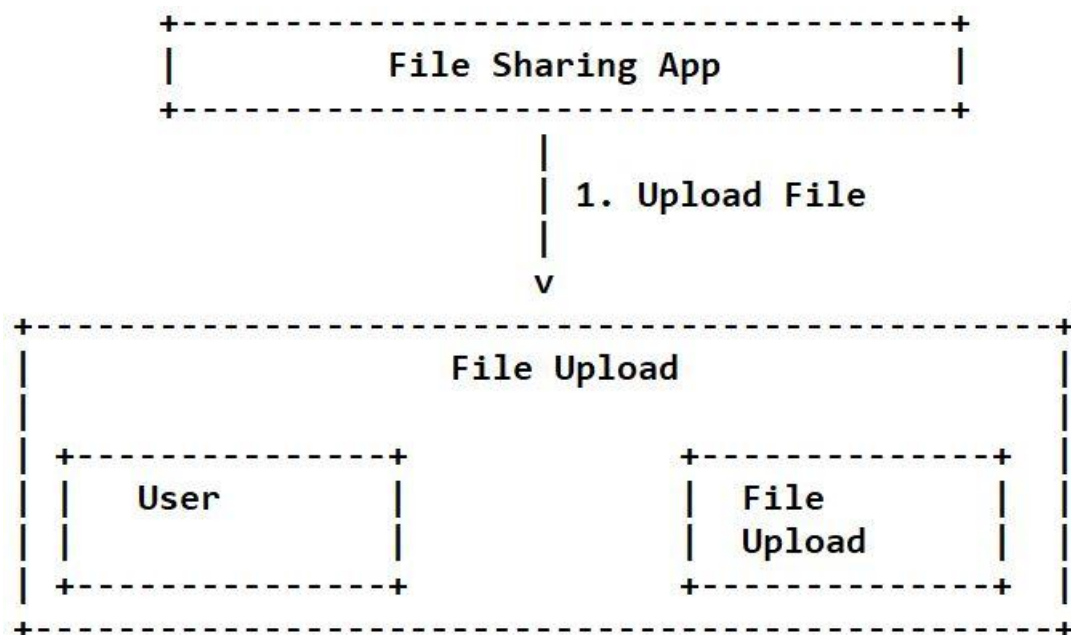 File Sharing App
1. Upload File
v
File Upload
User
File
Upload